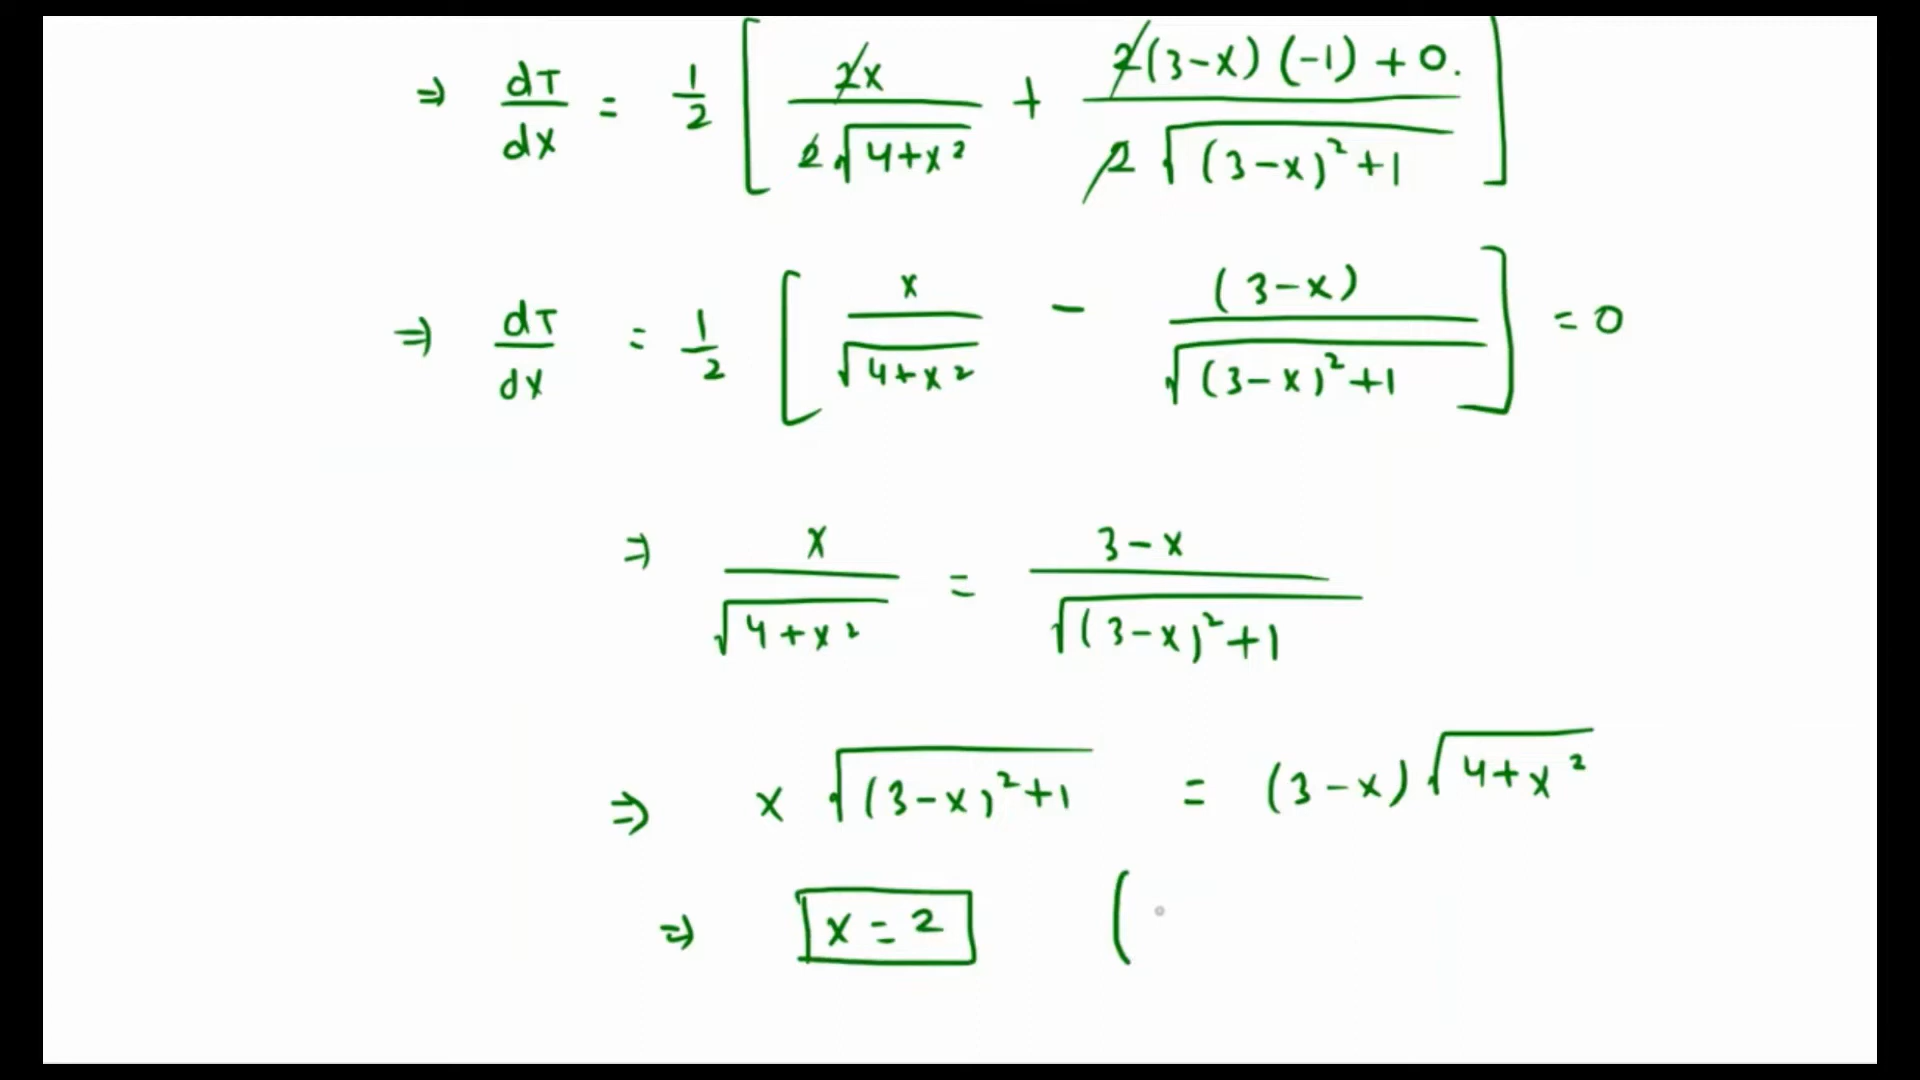 ⇒ dT/dx = 1/2 [ 2x / 2√(4+x²) + 2(3-x)(-1)+0. / 2√((3-x)²+1) ]
⇒ dT/dx = 1/2 [ x / √(4+x²) - (3-x) / √((3-x)²+1) ] = 0
⇒ x / √(4+x²) = 3-x / √((3-x)²+1)
⇒ x √((3-x)²+1) = (3-x)√(4+x²)
⇒ x = 2 (